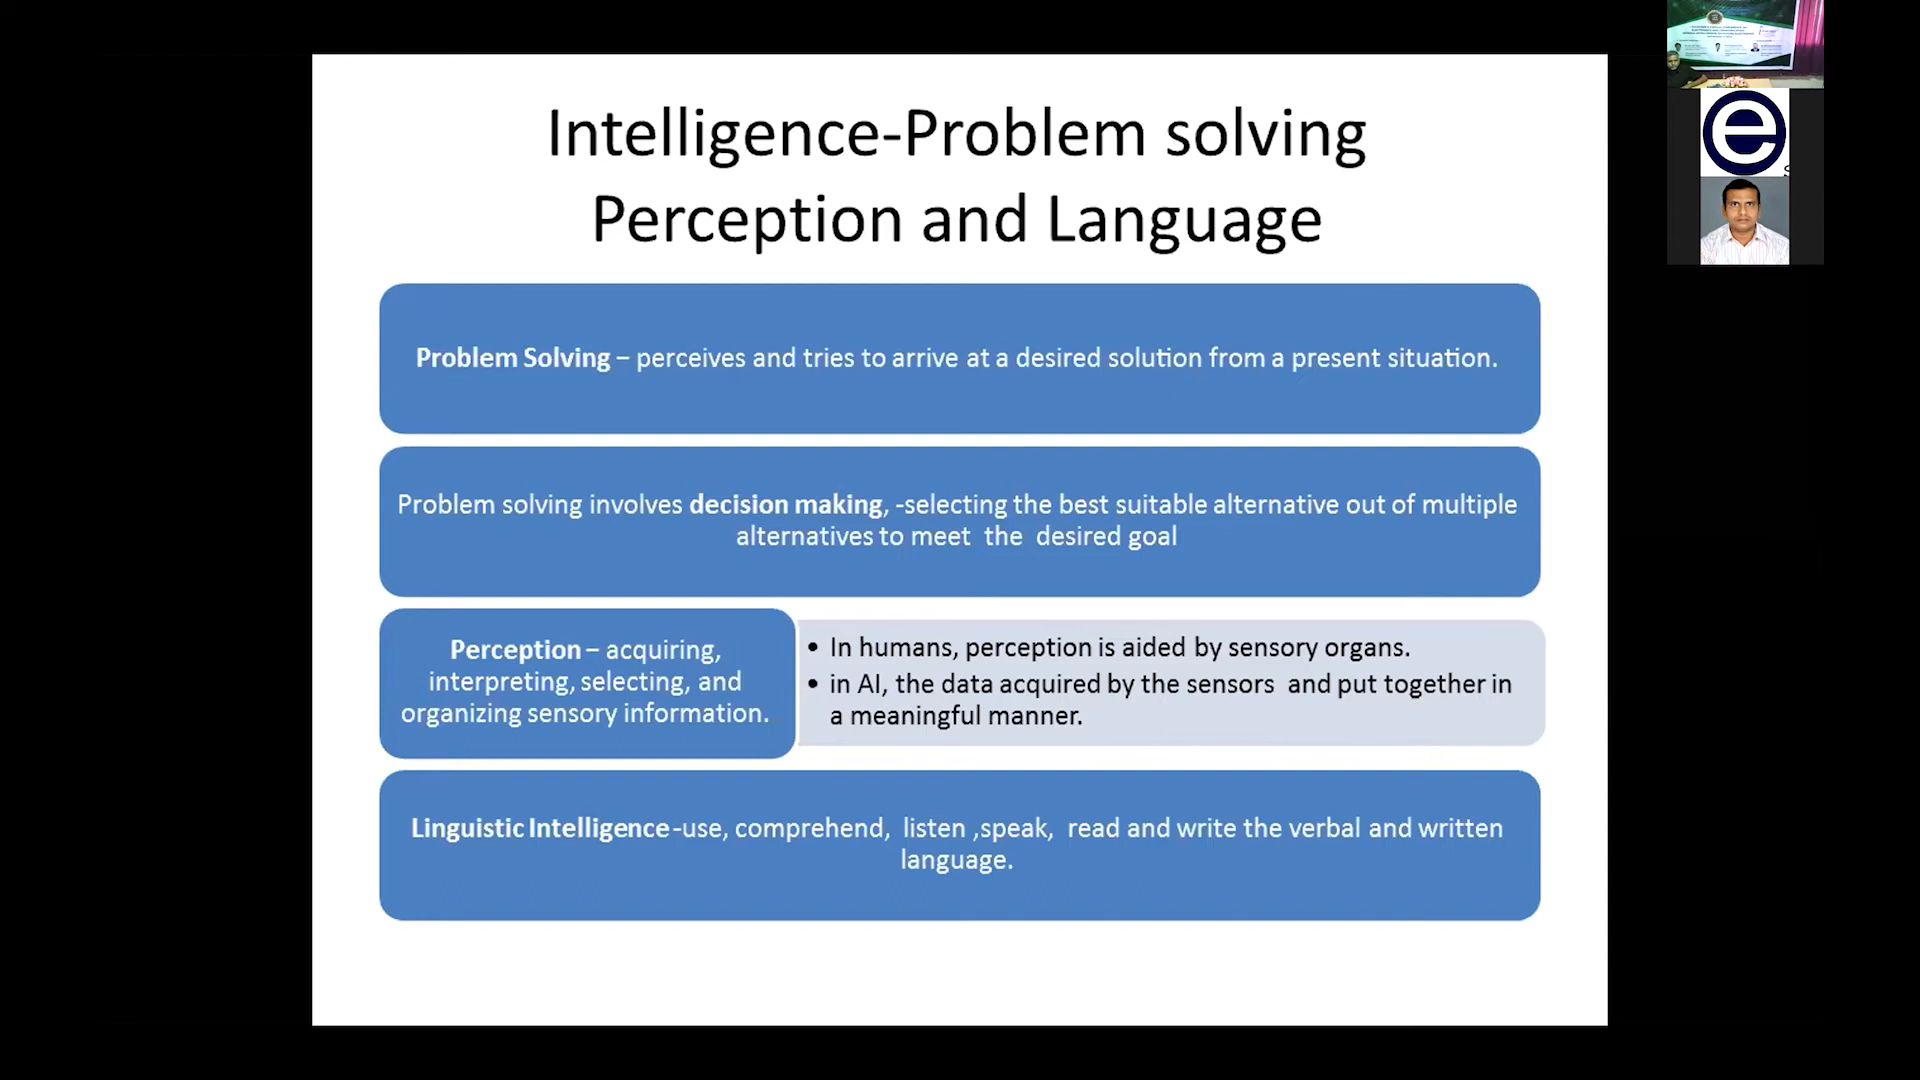 Intelligence-Problem solving
Perception and Language
Problem Solving – perceives and tries to arrive at a desired solution from a present situation.
Problem solving involves decision making, -selecting the best suitable alternative out of multiple
alternatives to meet the desired goal
Perception – acquiring,
interpreting, selecting, and
organizing sensory information.
• In humans, perception is aided by sensory organs.
• in AI, the data acquired by the sensors and put together in
a meaningful manner.
Linguistic Intelligence -use, comprehend, listen ,speak, read and write the verbal and written
language.
e